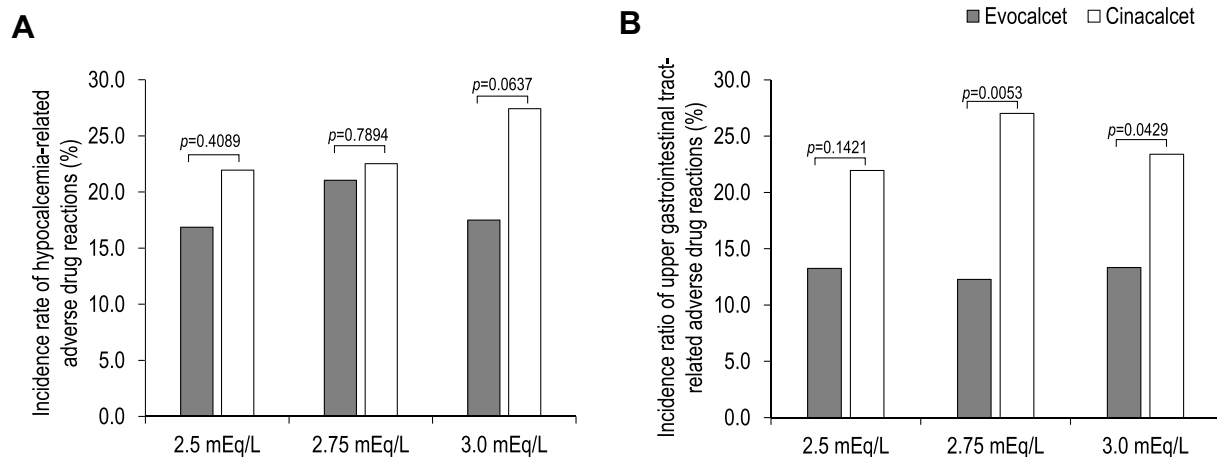 Evocalcet Cinacalcet
A
Incidence rate of hypocalcemia-related
adverse drug reactions (%)
30.0
25.0
20.0
15.0
10.0
5.0
0.0
p=0.4089
p=0.7894
p=0.0637
2.5 mEq/L 2.75 mEq/L 3.0 mEq/L
B
Incidence ratio of upper gastrointestinal tract-
related adverse drug reactions (%)
30.0
25.0
20.0
15.0
10.0
5.0
0.0
p=0.1421
p=0.0053
p=0.0429
2.5 mEq/L 2.75 mEq/L 3.0 mEq/L